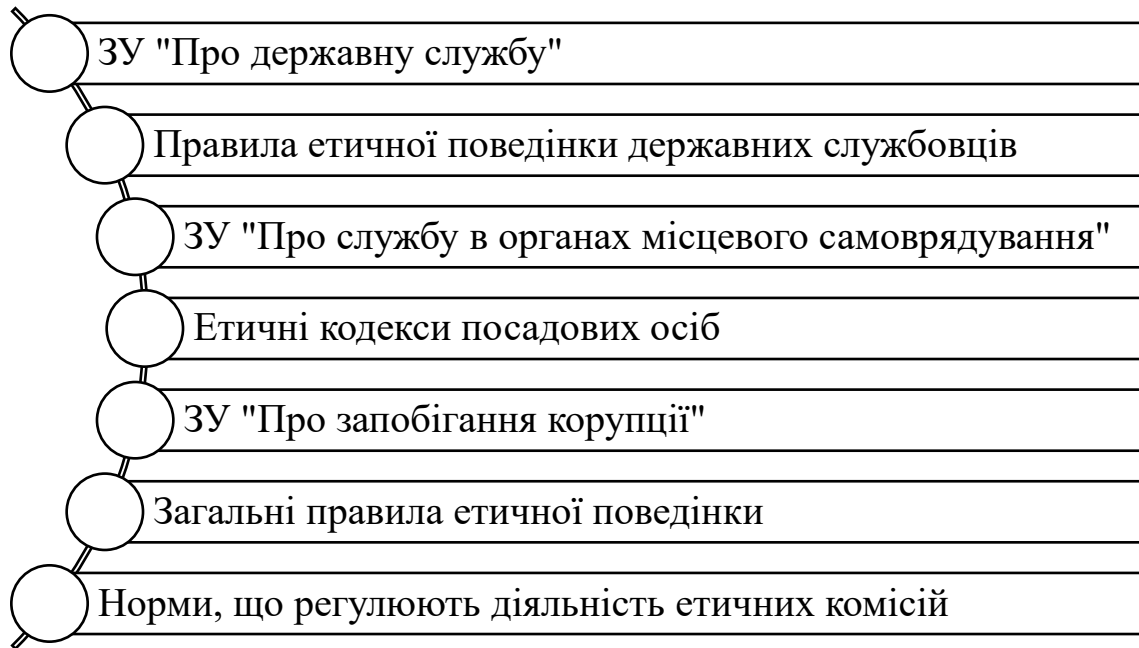 ЗУ "Про державну службу"
Правила етичної поведінки державних службовців
ЗУ "Про службу в органах місцевого самоврядування"
Етичні кодекси посадових осіб
ЗУ "Про запобігання корупції"
Загальні правила етичної поведінки
Норми, що регулюють діяльність етичних комісій